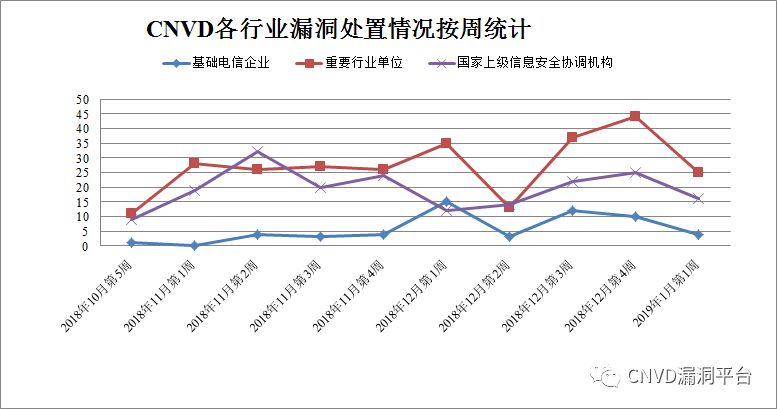 CNVD各行业漏洞处置情况按周统计
基础电信企业 重要行业单位 国家上级信息安全协调机构
50
45
40
35
30
25
20
15
10
5
0
2018年10月第5周
2018年11月第1周
2018年11月第2周
2018年11月第3周
2018年11月第4周
2018年12月第1周
2018年12月第2周
2018年12月第3周
2018年12月第4周
2019年1月第1周
CNVD漏洞平台